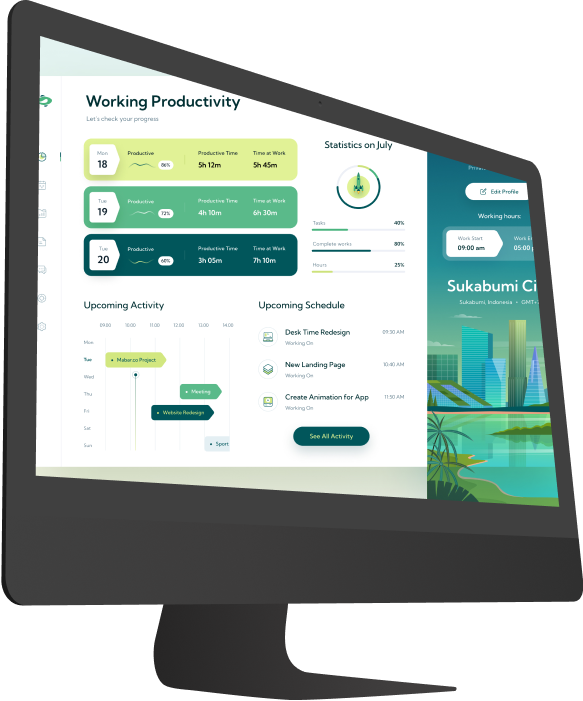 Working Productivity
Let's check your progress
Mon
18
Productive
86%
Productive Time
5h 12m
Time at Work
5h 45m
Tue
19
Productive
72%
Productive Time
4h 10m
Time at Work
6h 30m
Tue
20
Productive
60%
Productive Time
3h 05m
Time at Work
7h 10m
Statistics on July
Tasks 40%
Complete works 80%
Hours 25%
Edit Profile
Working hours:
Work Start
09:00 am
Work E
05:00
Sukabumi Ci
Sukabumi, Indonesia • GMT
Upcoming Activity
09.00 10.00 11.00 12.00 13.00 14.00
Mon
Tue
Wed
Thu
Fri
Sat
Sun
Mabar.co Project
Meeting
Website Redesign
Sport
Upcoming Schedule
Desk Time Redesign
Working On
09:30 AM
New Landing Page
Working On
10:40 AM
Create Animation for App
Working On
11:30 AM
See All Activity